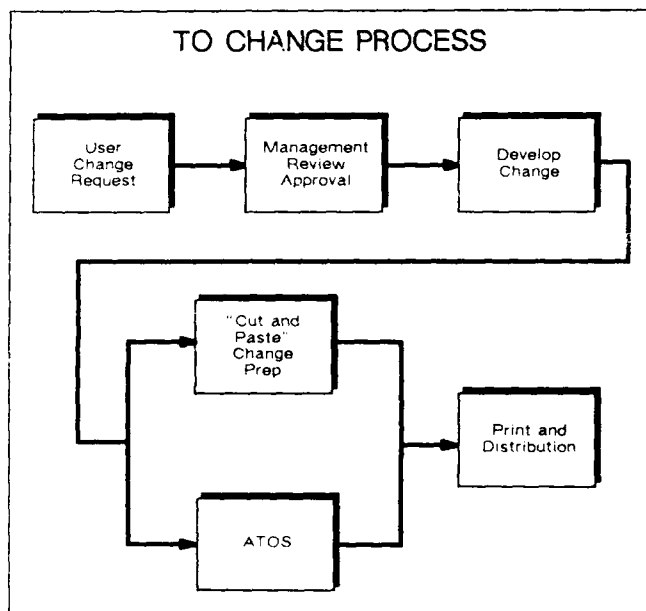 TO CHANGE PROCESS
User
Change
Request
Management
Review
Approval
Develop
Change
"Cut and
Paste"
Change
Prep
Print and
Distribution
ATOS